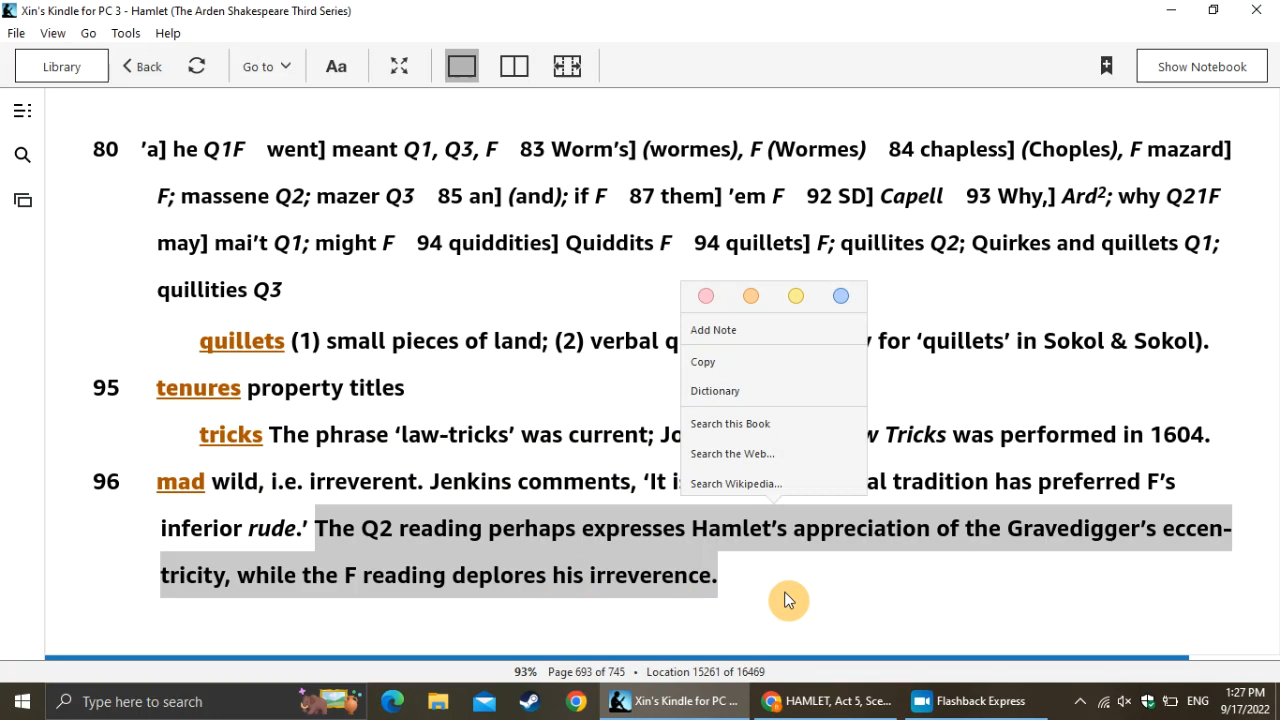 Xin's Kindle for PC 3 - Hamlet (The Arden Shakespeare Third Series)
File View Go Tools Help
Library Back Go to Aa Show Notebook
80 ’a] he Q1F went] meant Q1, Q3, F 83 Worm’s] (wormes), F (Wormes) 84 chapless] (Choples), F mazard]
F; massene Q2; mazer Q3 85 an] (and); if F 87 them] ’em F 92 SD] Capell 93 Why,] Ard2; why Q21F
may] mai’t Q1; might F 94 quiddities] Quiddits F 94 quillets] F; quillites Q2; Quirkes and quillets Q1;
quillities Q3
quillets (1) small pieces of land; (2) verbal q for ‘quillets’ in Sokol & Sokol).
95 tenures property titles
tricks The phrase ‘law-tricks’ was current; Tricks was performed in 1604.
96 mad wild, i.e. irreverent. Jenkins comments, ‘It is tradition has preferred F’s
inferior rude.’ The Q2 reading perhaps expresses Hamlet’s appreciation of the Gravedigger’s eccen-
tricity, while the F reading deplores his irreverence.
Add Note
Copy
Dictionary
Search this Book
Search the Web...
Search Wikipedia...
93% Page 693 of 745 • Location 15261 of 16469
Type here to search Xin's Kindle for PC ... HAMLET, Act 5, Sce... Flashback Express ENG 1:27 PM
9/17/2022